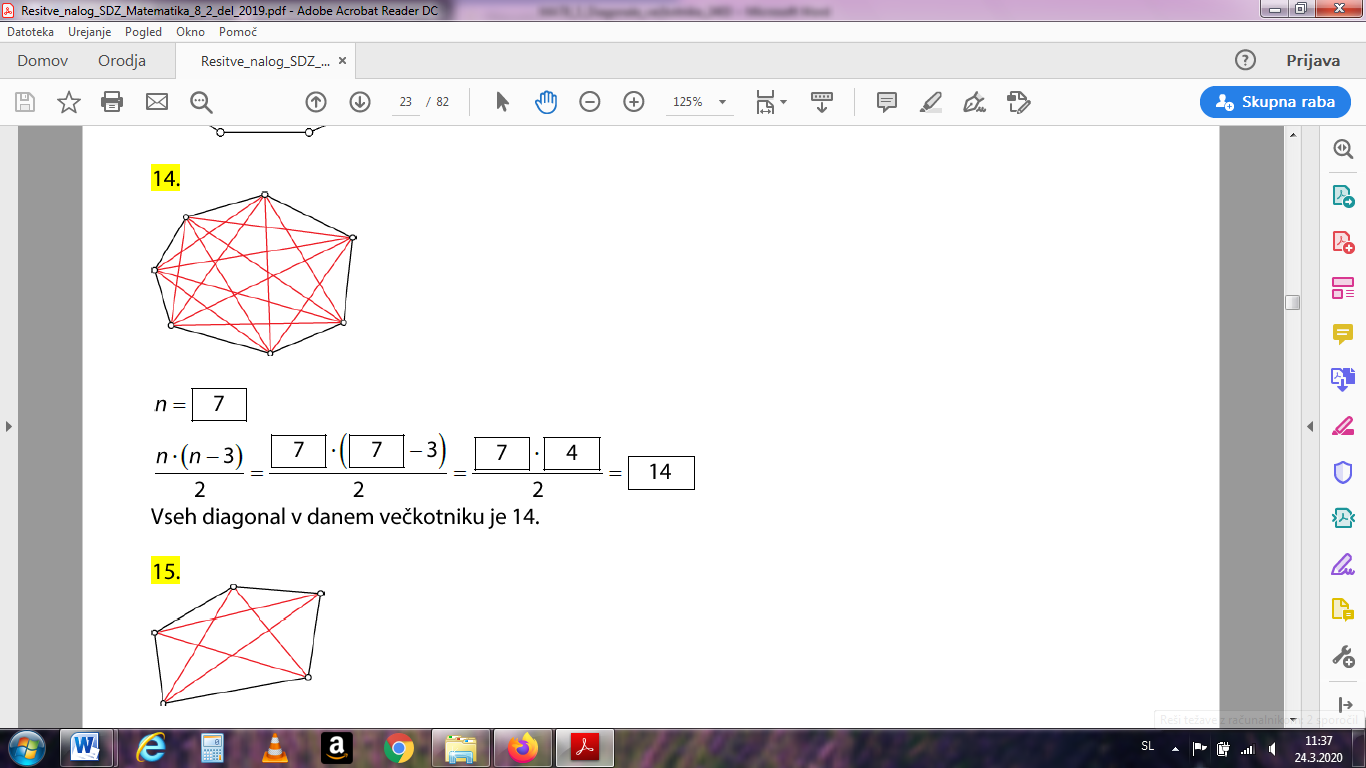 Resitve_nalog_SDZ_Matematika_8_2_del_2019.pdf - Adobe Acrobat Reader DC
Datoteka Urejanje Pogled Okno Pomoč
Domov Orodja Resitve_nalog_SDZ_... × Prijava
23 / 82 125% Skupna raba
14.
n = 7
n·(n − 3)/2 = 7·(7 − 3)/2 = 7·4/2 = 14
Vseh diagonal v danem večkotniku je 14.
15.
SL 11:37
24.3.2020